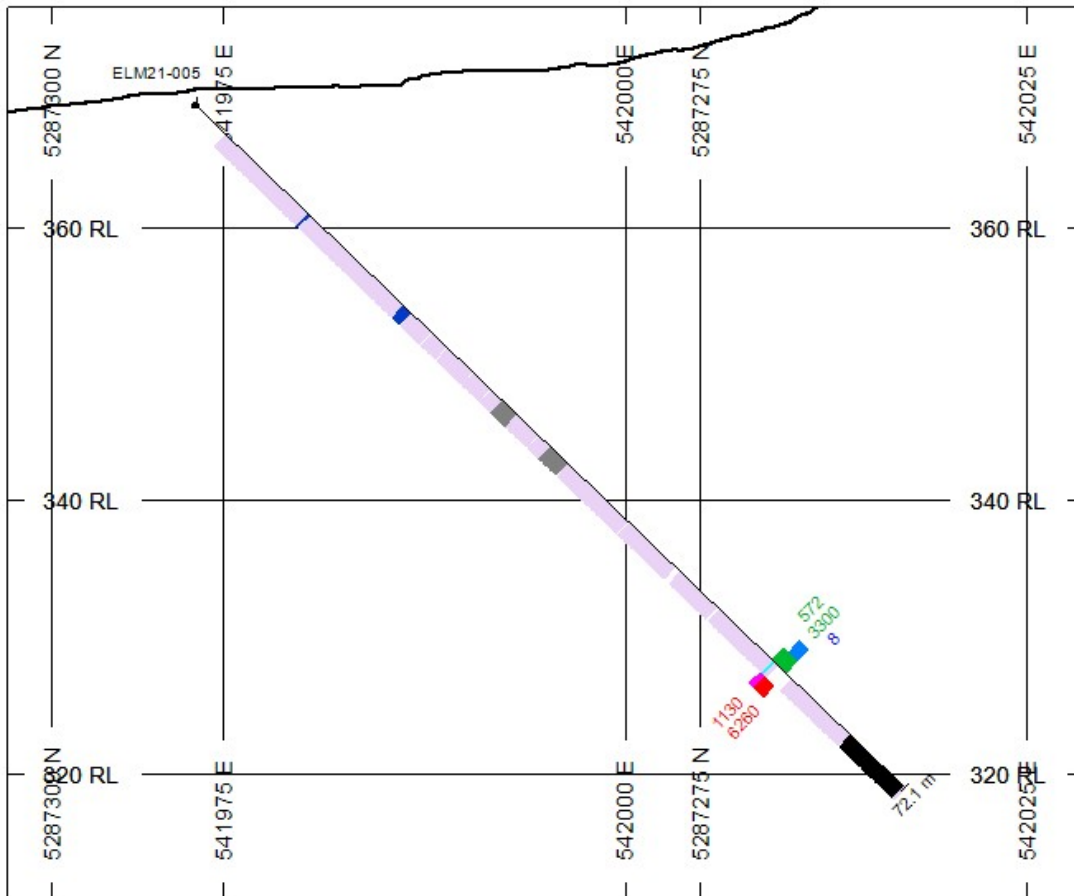 5287300 N
ELM21-005
541975 E
542000 E
5287275 N
542025 E
360 RL
360 RL
340 RL
340 RL
572
3300
8
1130
6260
320 RL
320 RL
72.1 m
5287300 N
541975 E
542000 E
5287275 N
542025 E